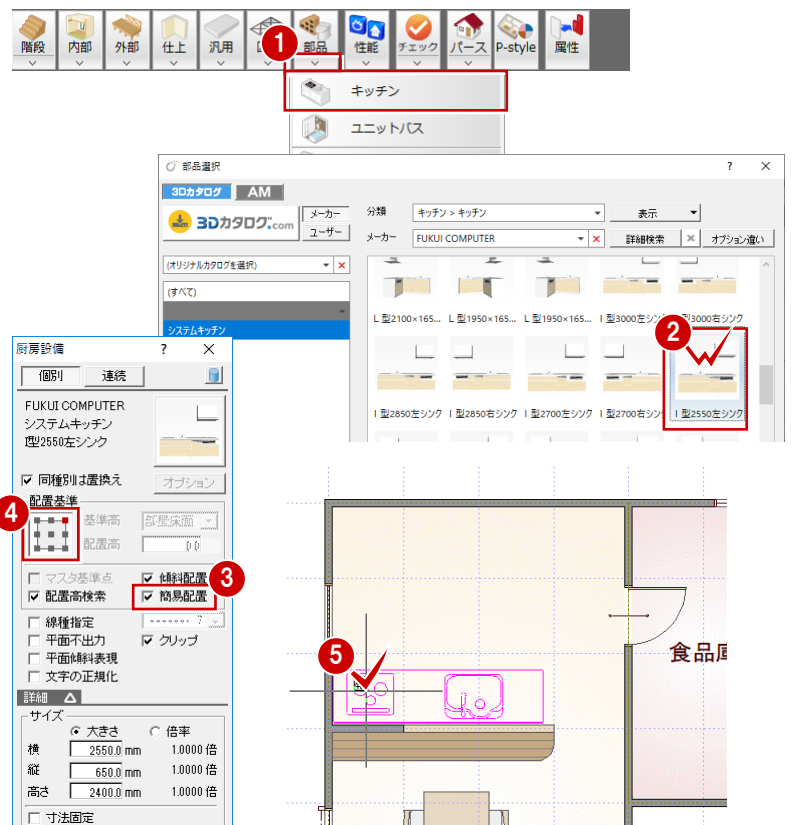 階段 内部 外部 仕上 汎用 1 部品 性能 チェック パース P-style 属性
キッチン
ユニットバス
部品選択 ? ×
3Dカタログ AM
3Dカタログ.com
メーカー
ユーザー
分類 キッチン > キッチン 表示
メーカー FUKUI COMPUTER 詳細検索 オプション違い
(オリジナルカタログを選択)
(すべて)
システムキッチン
L 型2100×165... L 型1950×165... L 型1950×165... I 型3000左シンク I 型3000右シンク
2
I 型2850左シンク I 型2850右シンク I 型2700左シンク I 型2700右シンク I 型2550左シンク
厨房設備 ? ×
個別 連続
FUKUI COMPUTER
システムキッチン
I型2550左シンク
同種別は置換え オプション
配置基準
4
基準高 部屋床面
配置高 0.0
3
マスタ基準点 傾斜配置
配置高検索 簡易配置
線種指定 ?
平面不出力 クリップ
平面傾斜表現
文字の正規化
詳細
サイズ
大きさ 倍率
横 2550.0 mm 1.0000 倍
縦 650.0 mm 1.0000 倍
高さ 2400.0 mm 1.0000 倍
寸法固定
5
食品庫